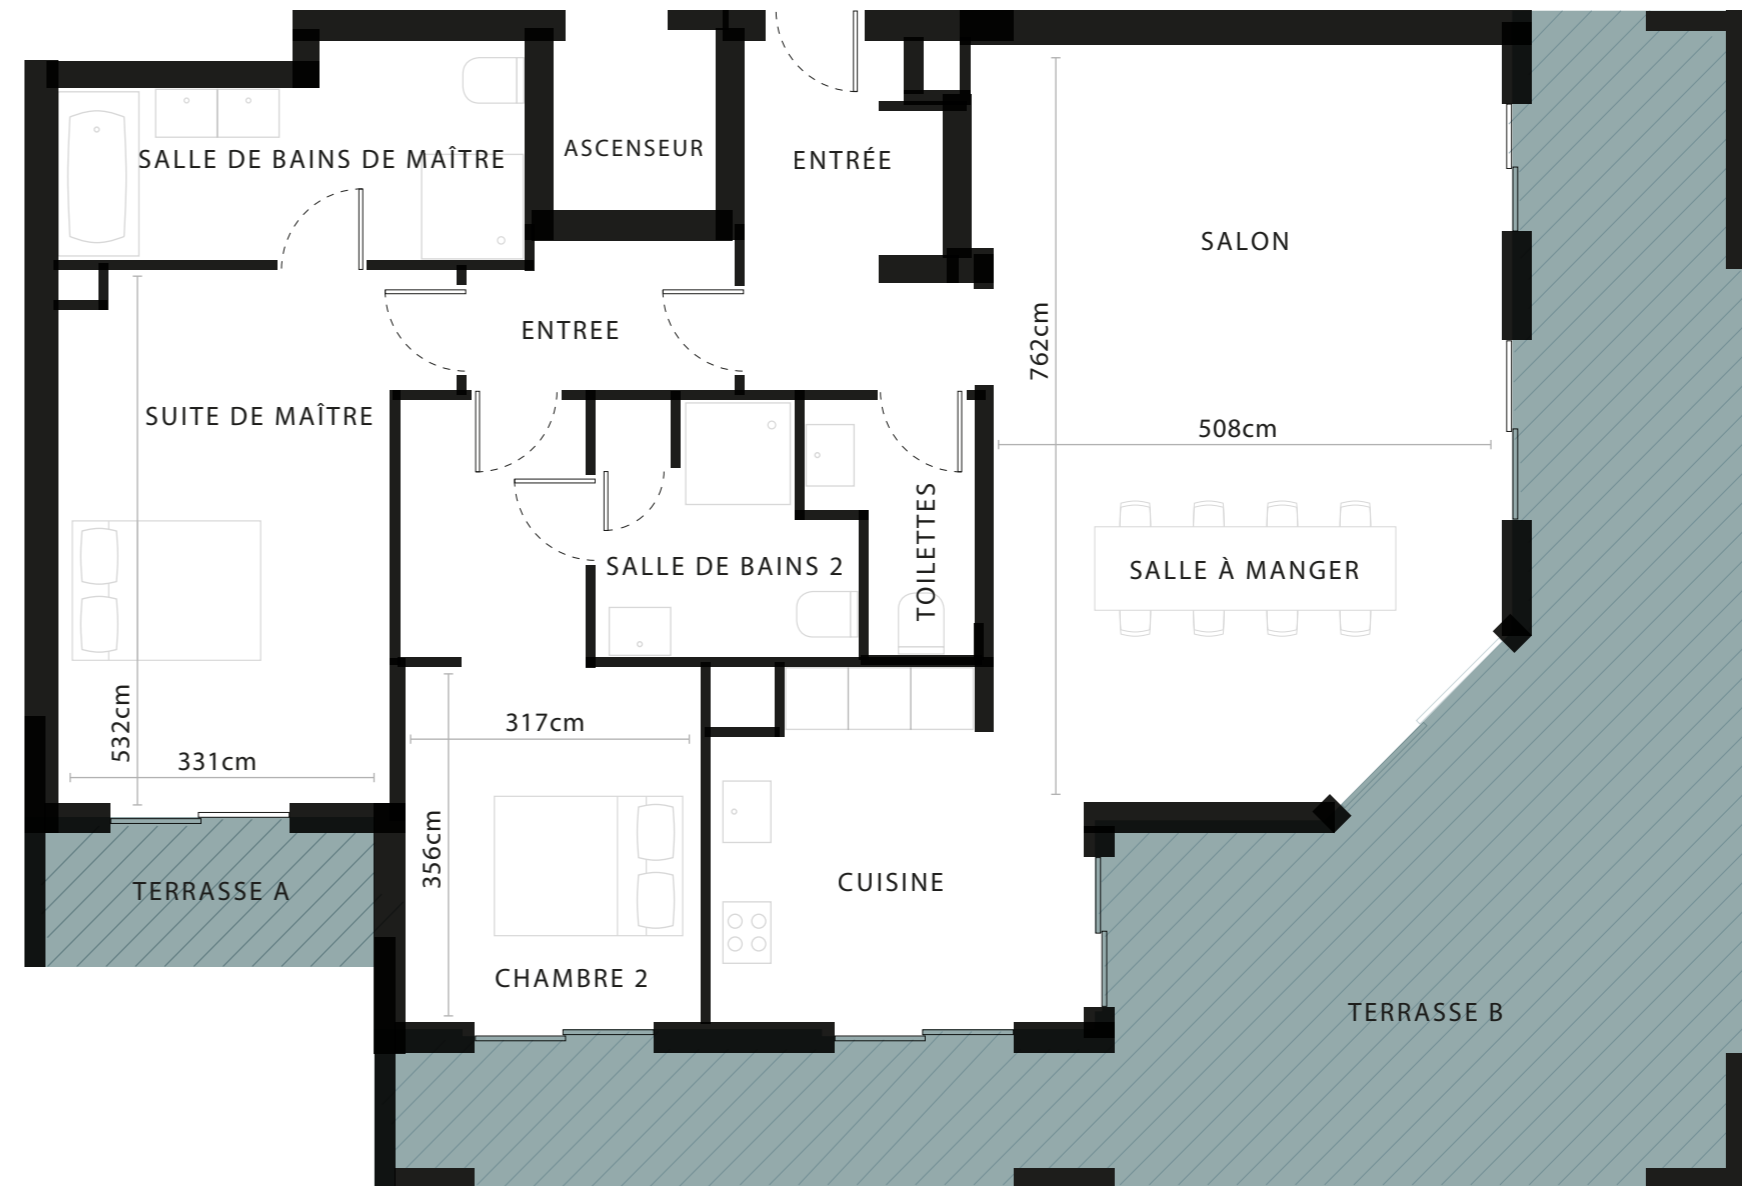 SALLE DE BAINS DE MAÎTRE
ASCENSEUR
ENTRÉE
SALON
ENTREE
762cm
SUITE DE MAÎTRE
508cm
TOILETTES
SALLE DE BAINS 2
SALLE À MANGER
532cm
317cm
331cm
356cm
CUISINE
TERRASSE A
CHAMBRE 2
TERRASSE B